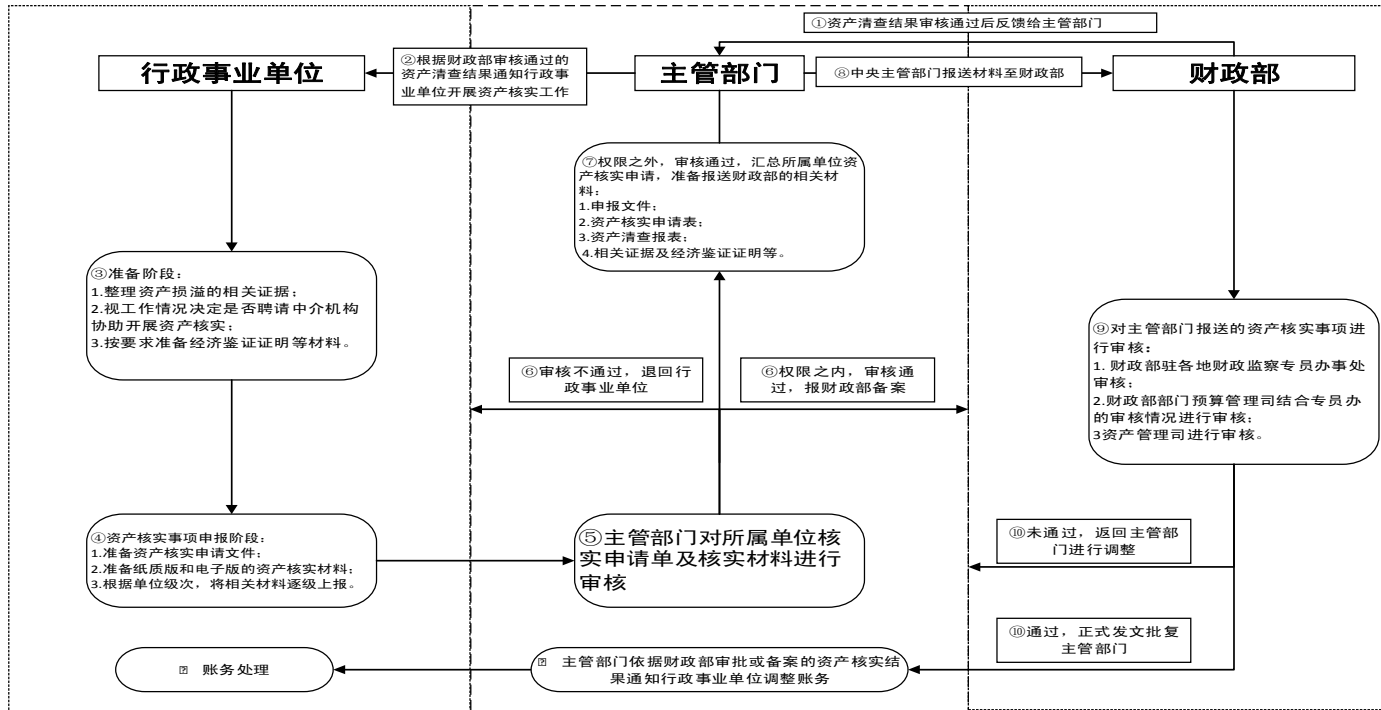 ①资产清查结果审核通过后反馈给主管部门
行政事业单位
②根据财政部审核通过的
资产清查结果通知行政事
业单位开展资产核实工作
主管部门
⑧中央主管部门报送材料至财政部
财政部
⑦权限之外，审核通过，汇总所属单位资
产核实申请，准备报送财政部的相关材
料：
1.申报文件；
2.资产核实申请表；
3.资产清查报表；
4.相关证据及经济鉴证证明等。
③准备阶段：
1.整理资产损溢的相关证据；
2.视工作情况决定是否聘请中介机构
协助开展资产核实；
3.按要求准备经济鉴证证明等材料。
⑥审核不通过，退回行
政事业单位
⑥权限之内，审核通
过，报财政部备案
⑨对主管部门报送的资产核实事项进
行审核：
1. 财政部驻各地财政监察专员办事处
审核；
2.财政部部门预算管理司结合专员办
的审核情况进行审核；
3资产管理司进行审核。
④资产核实事项申报阶段：
1.准备资产核实申请文件；
2.准备纸质版和电子版的资产核实材料；
3.根据单位级次，将相关材料逐级上报。
⑤主管部门对所属单位核
实申请单及核实材料进行
审核
⑩未通过，返回主管部
门进行调整
⑩通过，正式发文批复
主管部门
账务处理
主管部门依据财政部审批或备案的资产核实结
果通知行政事业单位调整账务